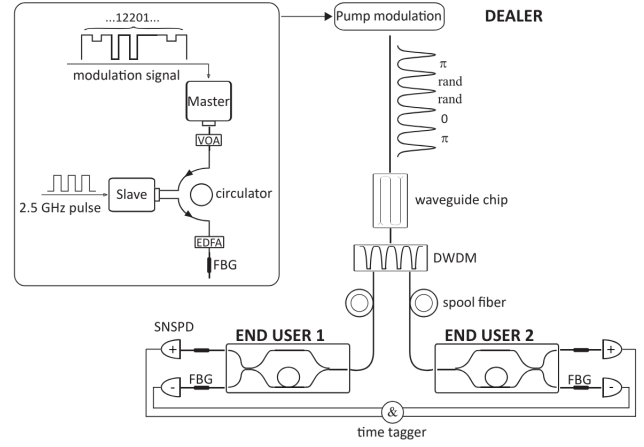 ...12201...
modulation signal
Master
VOA
Slave
2.5 GHz pulse
circulator
EDFA
FBG
Pump modulation
DEALER
π
rand
rand
0
π
waveguide chip
DWDM
spool fiber
SNSPD
END USER 1
END USER 2
+
+
FBG
FBG
-
-
&
time tagger